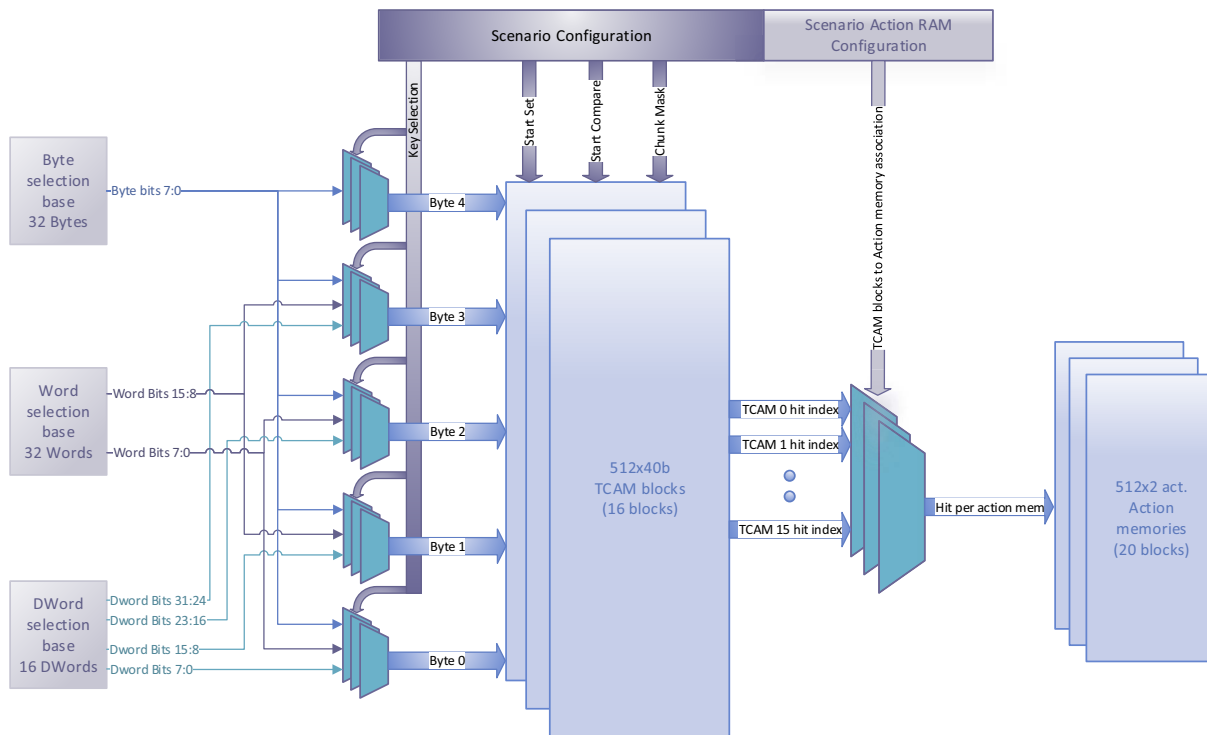 Scenario Configuration
Scenario Action RAM
Configuration
Key Selection
Start Set
Start Compare
Chunk Mask
TCAM blocks to Action memory association
Byte
selection
base
32 Bytes
Byte bits 7:0
Byte 4
Byte 3
Word
selection
base
32 Words
Word Bits 15:8
Word Bits 7:0
Byte 2
TCAM 0 hit index
TCAM 1 hit index
512x40b
TCAM blocks
(16 blocks)
TCAM 15 hit index
Hit per action mem
512x2 act.
Action
memories
(20 blocks)
Byte 1
DWord
selection
base
16 DWords
Dword Bits 31:24
Dword Bits 23:16
Dword Bits 15:8
Dword Bits 7:0
Byte 0